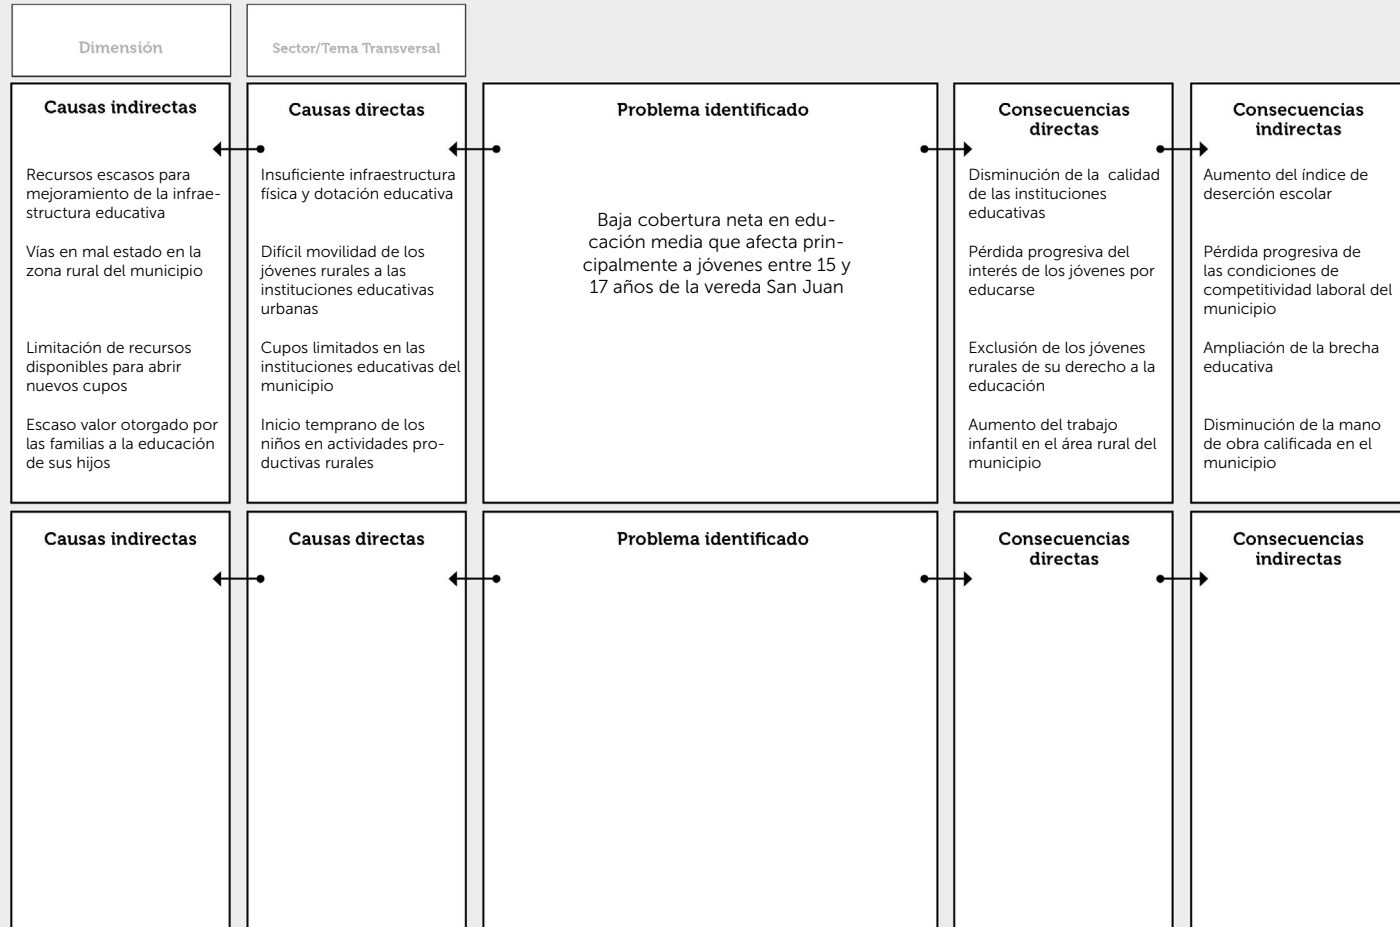 Dimensión
Sector/Tema Transversal
Causas indirectas
Recursos escasos para
mejoramiento de la infrae-
structura educativa
Vías en mal estado en la
zona rural del municipio
Limitación de recursos
disponibles para abrir
nuevos cupos
Escaso valor otorgado por
las familias a la educación
de sus hijos
Causas directas
Insuficiente infraestructura
física y dotación educativa
Difícil movilidad de los
jóvenes rurales a las
instituciones educativas
urbanas
Cupos limitados en las
instituciones educativas del
municipio
Inicio temprano de los
niños en actividades pro-
ductivas rurales
Problema identificado
Baja cobertura neta en edu-
cación media que afecta prin-
cipalmente a jóvenes entre 15 y
17 años de la vereda San Juan
Consecuencias
directas
Disminución de la calidad
de las instituciones
educativas
Pérdida progresiva del
interés de los jóvenes por
educarse
Exclusión de los jóvenes
rurales de su derecho a la
educación
Aumento del trabajo
infantil en el área rural del
municipio
Consecuencias
indirectas
Aumento del índice de
deserción escolar
Pérdida progresiva de
las condiciones de
competitividad laboral del
municipio
Ampliación de la brecha
educativa
Disminución de la mano
de obra calificada en el
municipio
Causas indirectas
Causas directas
Problema identificado
Consecuencias
directas
Consecuencias
indirectas